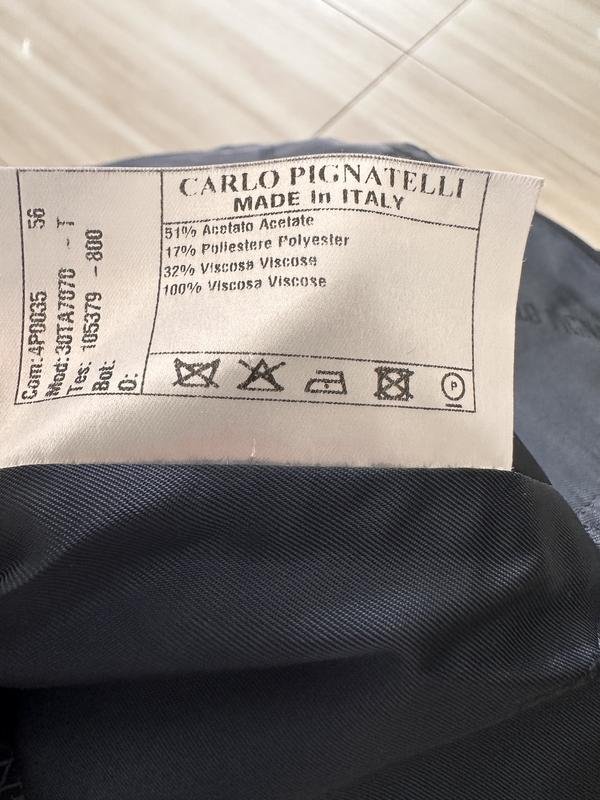 CARLO PIGNATELLI
MADE in ITALY
51% Acetato Acetate
17% Poliestere Polyester
32% Viscosa Viscose
100% Viscosa Viscose
P
Com: 4P0035 56
Mod: 30TA7070 - T
Tes: 105379 - 800
Bot:
O: